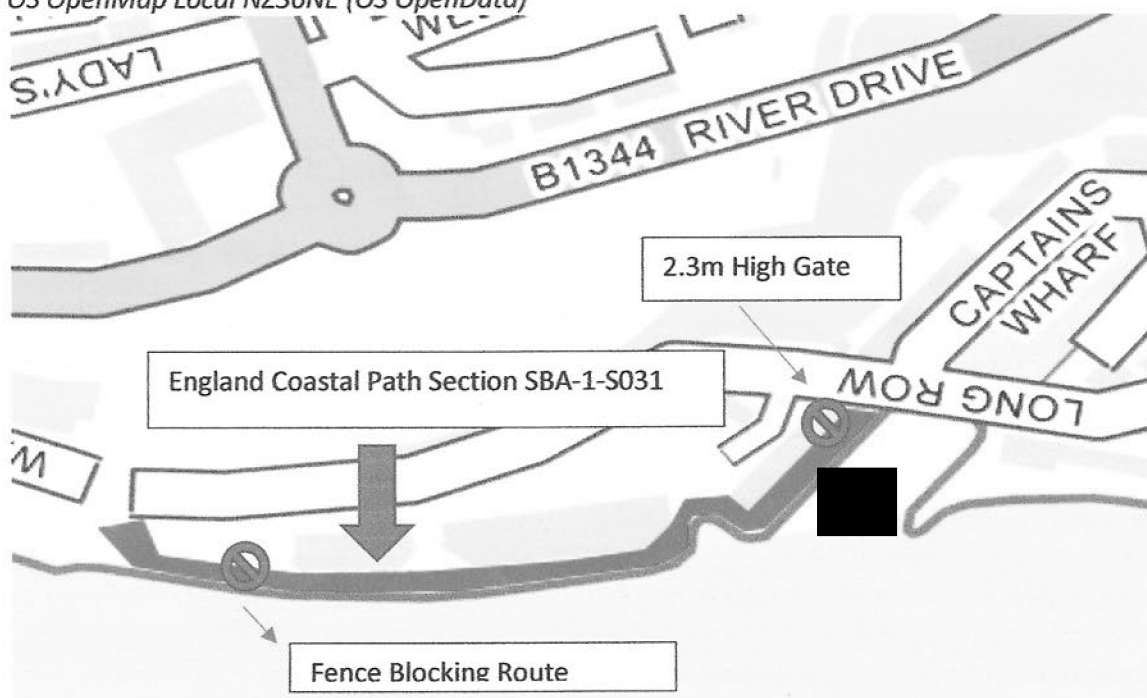 OS OpenMap Local NZ36NE (OS OpenData)
LADY'S
B1344 RIVER DRIVE
CAPTAINS
WHARF
2.3m High Gate
LONG ROW
England Coastal Path Section SBA-1-S031
Fence Blocking Route